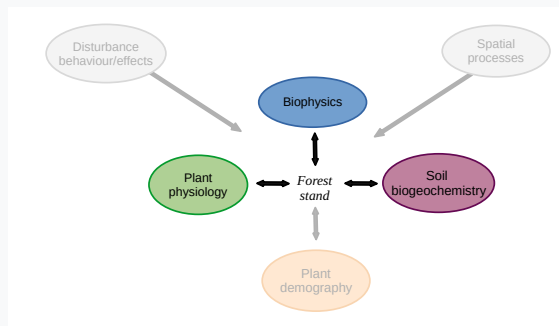 Disturbance
behaviour/effects
Spatial
processes
Biophysics
Plant
physiology
Forest
stand
Soil
biogeochemistry
Plant
demography